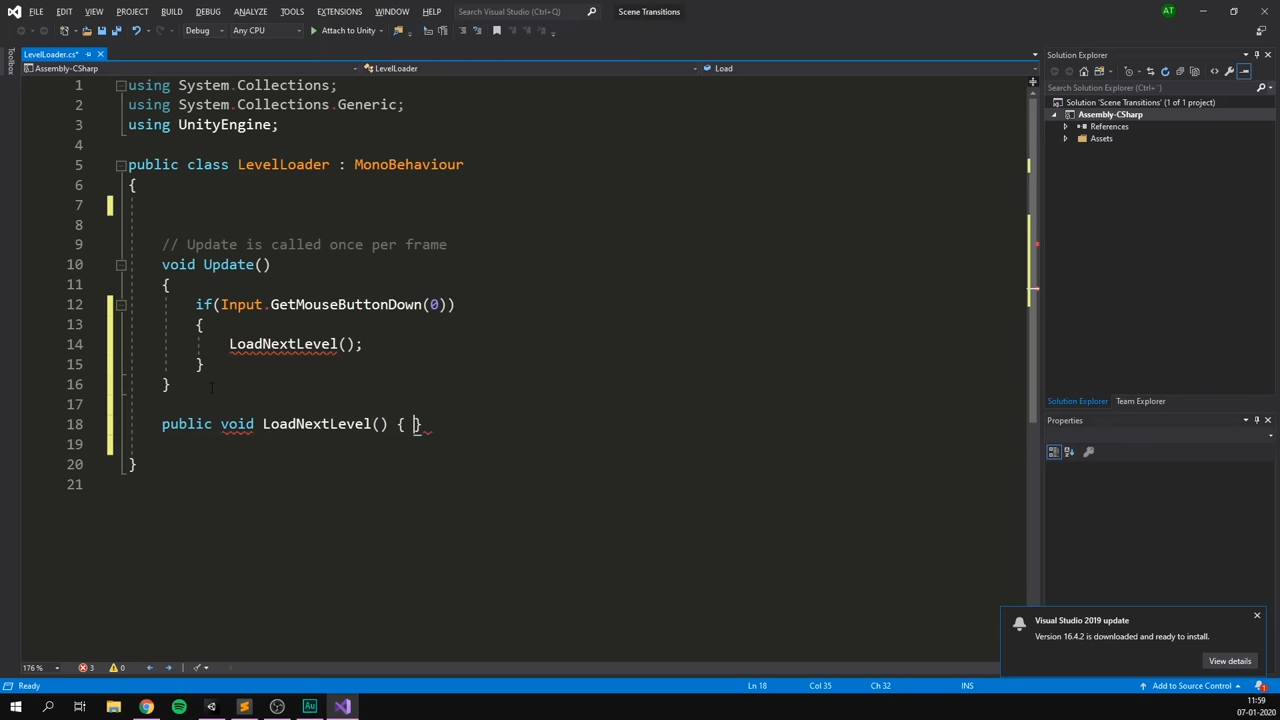 FILE EDIT VIEW PROJECT BUILD DEBUG ANALYZE TOOLS EXTENSIONS WINDOW HELP Search Visual Studio (Ctrl+Q) Scene Transitions AT
Debug Any CPU Attach to Unity
LevelLoader.cs*
Toolbox
Assembly-CSharp LevelLoader Load
1 using System.Collections;
2 using System.Collections.Generic;
3 using UnityEngine;
4
5 public class LevelLoader : MonoBehaviour
6 {
7
8
9 // Update is called once per frame
10 void Update()
11 {
12 if(Input.GetMouseButtonDown(0))
13 {
14 LoadNextLevel();
15 }
16 }
17
18 public void LoadNextLevel() { }
19
20 }
21
Solution Explorer
Search Solution Explorer (Ctrl+¨)
Solution 'Scene Transitions' (1 of 1 project)
Assembly-CSharp
References
Assets
Solution Explorer Team Explorer
Properties
Visual Studio 2019 update
Version 16.4.2 is downloaded and ready to install.
View details
176 % 3 0
Ready Ln 18 Col 35 Ch 32 INS Add to Source Control 1
11:59
07-01-2020